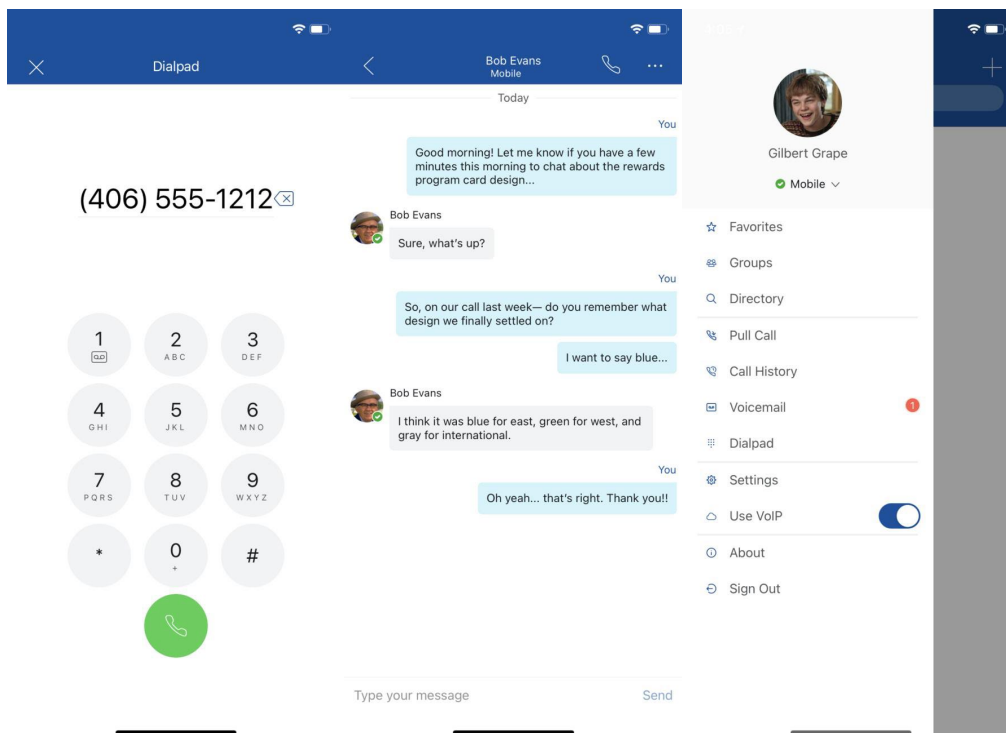 Dialpad
(406) 555-1212
1
2
ABC
3
DEF
4
GHI
5
JKL
6
MNO
7
PQRS
8
TUV
9
WXYZ
*
0
+
#
Bob Evans
Mobile
Today
You
Good morning! Let me know if you have a few
minutes this morning to chat about the rewards
program card design...
Bob Evans
Sure, what's up?
You
So, on our call last week— do you remember what
design we finally settled on?
I want to say blue...
Bob Evans
I think it was blue for east, green for west, and
gray for international.
You
Oh yeah... that's right. Thank you!!
Type your message
Send
Gilbert Grape
Mobile
Favorites
Groups
Directory
Pull Call
Call History
Voicemail
1
Dialpad
Settings
Use VoIP
About
Sign Out